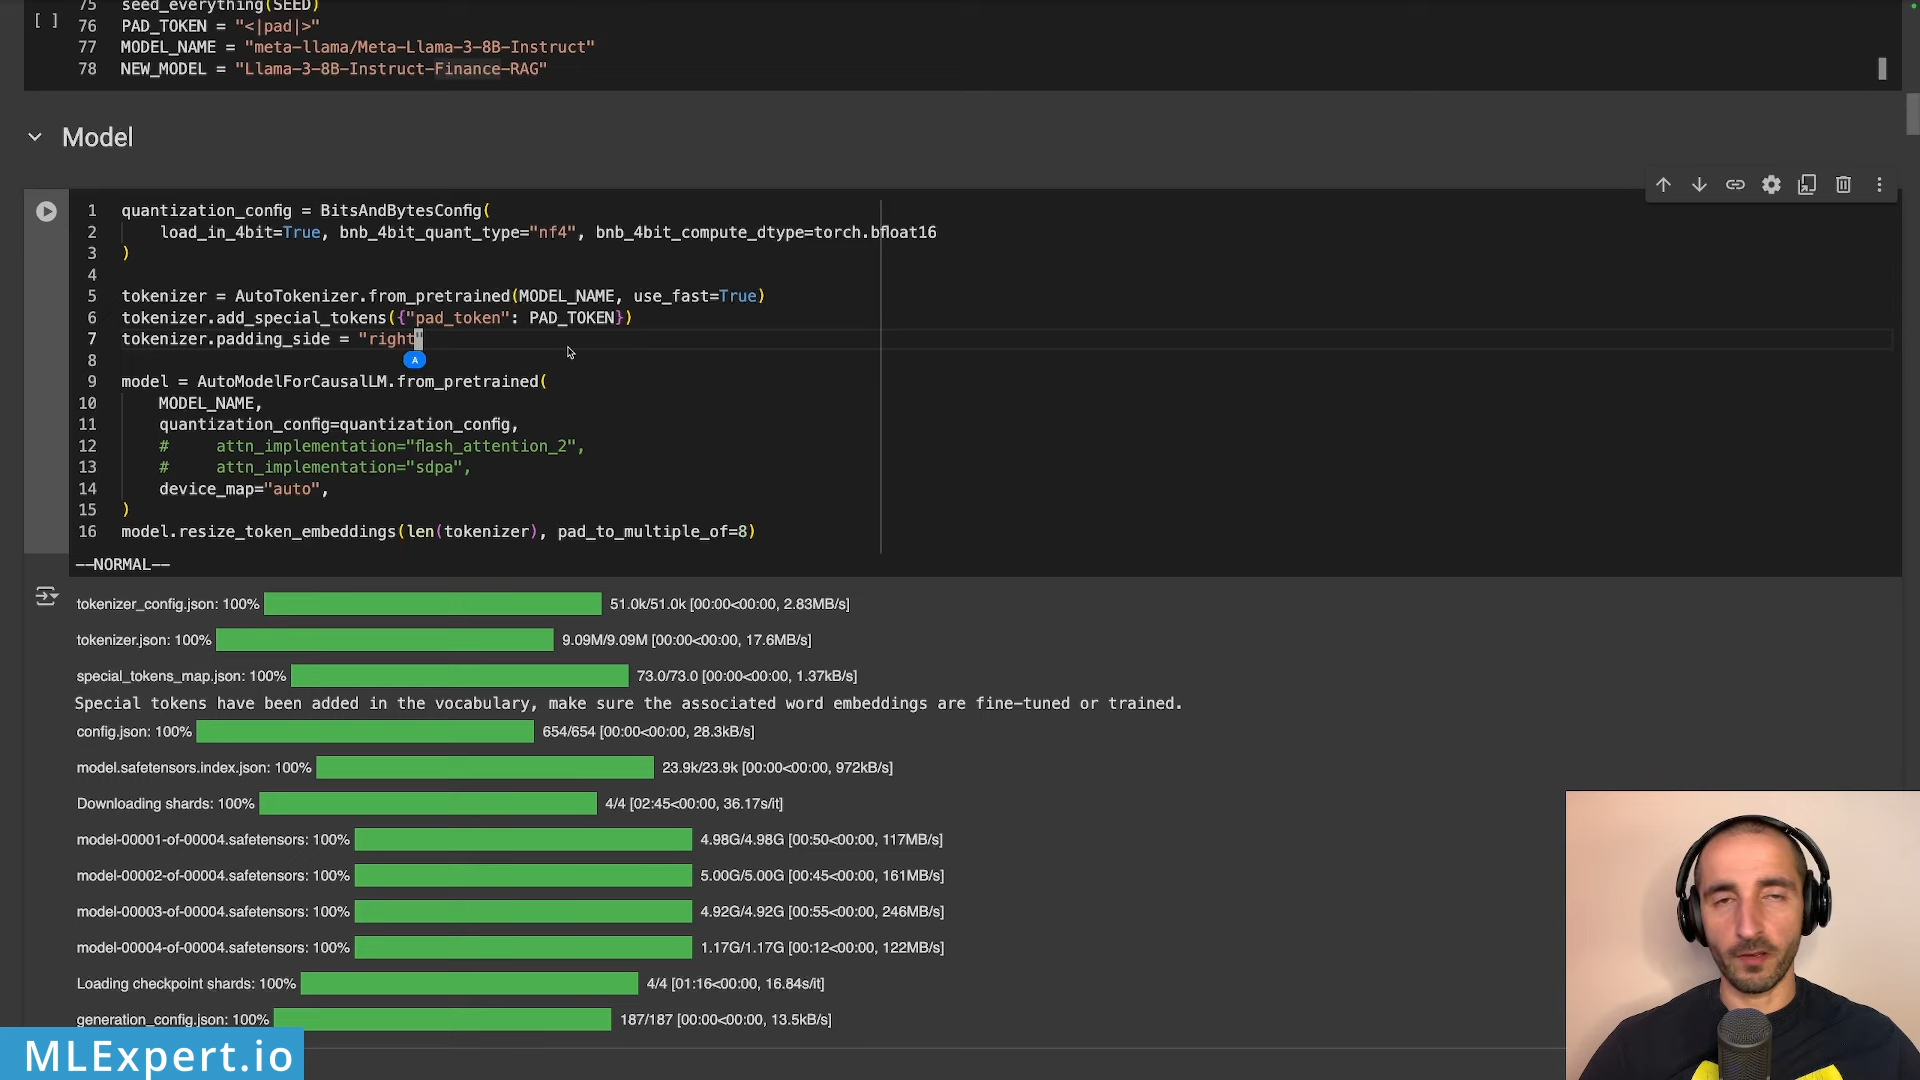 75 seed_everything(SEED)
[ ] 76 PAD_TOKEN = "<|pad|>"
77 MODEL_NAME = "meta-llama/Meta-Llama-3-8B-Instruct"
78 NEW_MODEL = "Llama-3-8B-Instruct-Finance-RAG"
Model
1 quantization_config = BitsAndBytesConfig(
2 load_in_4bit=True, bnb_4bit_quant_type="nf4", bnb_4bit_compute_dtype=torch.bfloat16
3 )
4
5 tokenizer = AutoTokenizer.from_pretrained(MODEL_NAME, use_fast=True)
6 tokenizer.add_special_tokens({"pad_token": PAD_TOKEN})
7 tokenizer.padding_side = "right"
A
8
9 model = AutoModelForCausalLM.from_pretrained(
10 MODEL_NAME,
11 quantization_config=quantization_config,
12 # attn_implementation="flash_attention_2",
13 # attn_implementation="sdpa",
14 device_map="auto",
15 )
16 model.resize_token_embeddings(len(tokenizer), pad_to_multiple_of=8)
--NORMAL--
tokenizer_config.json: 100% 51.0k/51.0k [00:00<00:00, 2.83MB/s]
tokenizer.json: 100% 9.09M/9.09M [00:00<00:00, 17.6MB/s]
special_tokens_map.json: 100% 73.0/73.0 [00:00<00:00, 1.37kB/s]
Special tokens have been added in the vocabulary, make sure the associated word embeddings are fine-tuned or trained.
config.json: 100% 654/654 [00:00<00:00, 28.3kB/s]
model.safetensors.index.json: 100% 23.9k/23.9k [00:00<00:00, 972kB/s]
Downloading shards: 100% 4/4 [02:45<00:00, 36.17s/it]
model-00001-of-00004.safetensors: 100% 4.98G/4.98G [00:50<00:00, 117MB/s]
model-00002-of-00004.safetensors: 100% 5.00G/5.00G [00:45<00:00, 161MB/s]
model-00003-of-00004.safetensors: 100% 4.92G/4.92G [00:55<00:00, 246MB/s]
model-00004-of-00004.safetensors: 100% 1.17G/1.17G [00:12<00:00, 122MB/s]
Loading checkpoint shards: 100% 4/4 [01:16<00:00, 16.84s/it]
generation_config.json: 100% 187/187 [00:00<00:00, 13.5kB/s]
MLExpert.io